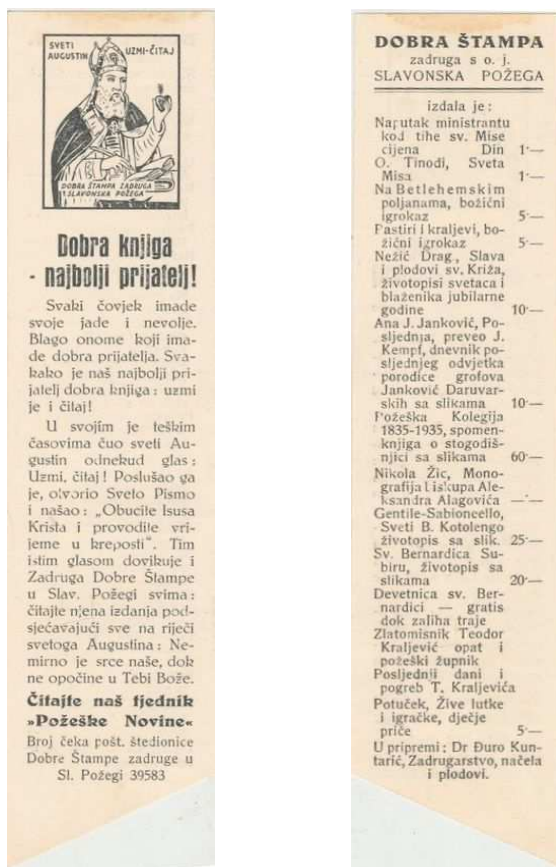 SVETI
AUGUSTIN
UZMI-ČITAJ
DOBRA ŠTAMPA ZADRUGA
SLAVONSKA POŽEGA
Dobra knjiga
- najbolji prijatelj!
Svaki čovjek imade
svoje jade i nevolje.
Blago onome koji ima-
de dobra prijatelja. Sva-
kako je naš najbolji pri-
jatelj dobra knjiga: uzmi
je i čitaj!
U svojim je teškim
časovima čuo sveti Au-
gustin odnekud glas:
Uzmi, čitaj! Poslušao ga
je, otvorio Sveto Pismo
i našao: „Obucite Isusa
Krista i provodite vri-
jeme u kreposti“. Tim
istim glasom dovikuje i
Zadruga Dobre Štampe
u Slav. Požegi svima:
čitajte njena izdanja pod-
sjećavajući sve na riječi
svetoga Augustina: Ne-
mirno je srce naše, dok
ne opočine u Tebi Bože.
Čitajte naš tjednik
»Požeške Novine«
Broj čeka pošt. štedionice
Dobre Štampe zadruge u
Sl. Požegi 39583
DOBRA ŠTAMPA
zadruga s o. j.
SLAVONSKA POŽEGA
izdala je:
Naputak ministrantu
kod tihe sv. Mise
cijena Din 1·—
O. Tinodi, Sveta
Misa 1·—
Na Betlehemskim
poljanama, božićni
igrokaz 5·—
Pastiri i kraljevi, bo-
žićni igrokaz 5·—
Nežić Drag., Slava
i plodovi sv. Križa,
životopisi svetaca i
blaženika jubilarne
godine 10·—
Ana J. Janković, Po-
sljednja, preveo J.
Kempf, dnevnik po-
sljednjeg odvjetka
porodice grofova
Janković Daruvar-
skih sa slikama 10·—
Požeška Kolegija
1835-1935, spomen-
knjiga o stogodiš-
njici sa slikama 60·—
Nikola Žic, Mono-
grafija biskupa Ale-
ksandra Alagovića —·—
Gentile-Sabioncello,
Sveti B. Kotolengo
životopis sa slik. 25·—
Sv. Bernardica Su-
biru, životopis sa
slikama 20·—
Devetnica sv. Ber-
nardici — gratis
dok zaliha traje
Zlatomisnik Teodor
Kraljević opat i
požeški župnik
Posljednji dani i
pogreb T. Kraljevića
Potuček, Žive lutke
i igračke, dječje
priče 5·—
U pripremi: Dr Đuro Kun-
tarić, Zadrugarstvo, načela
i plodovi.